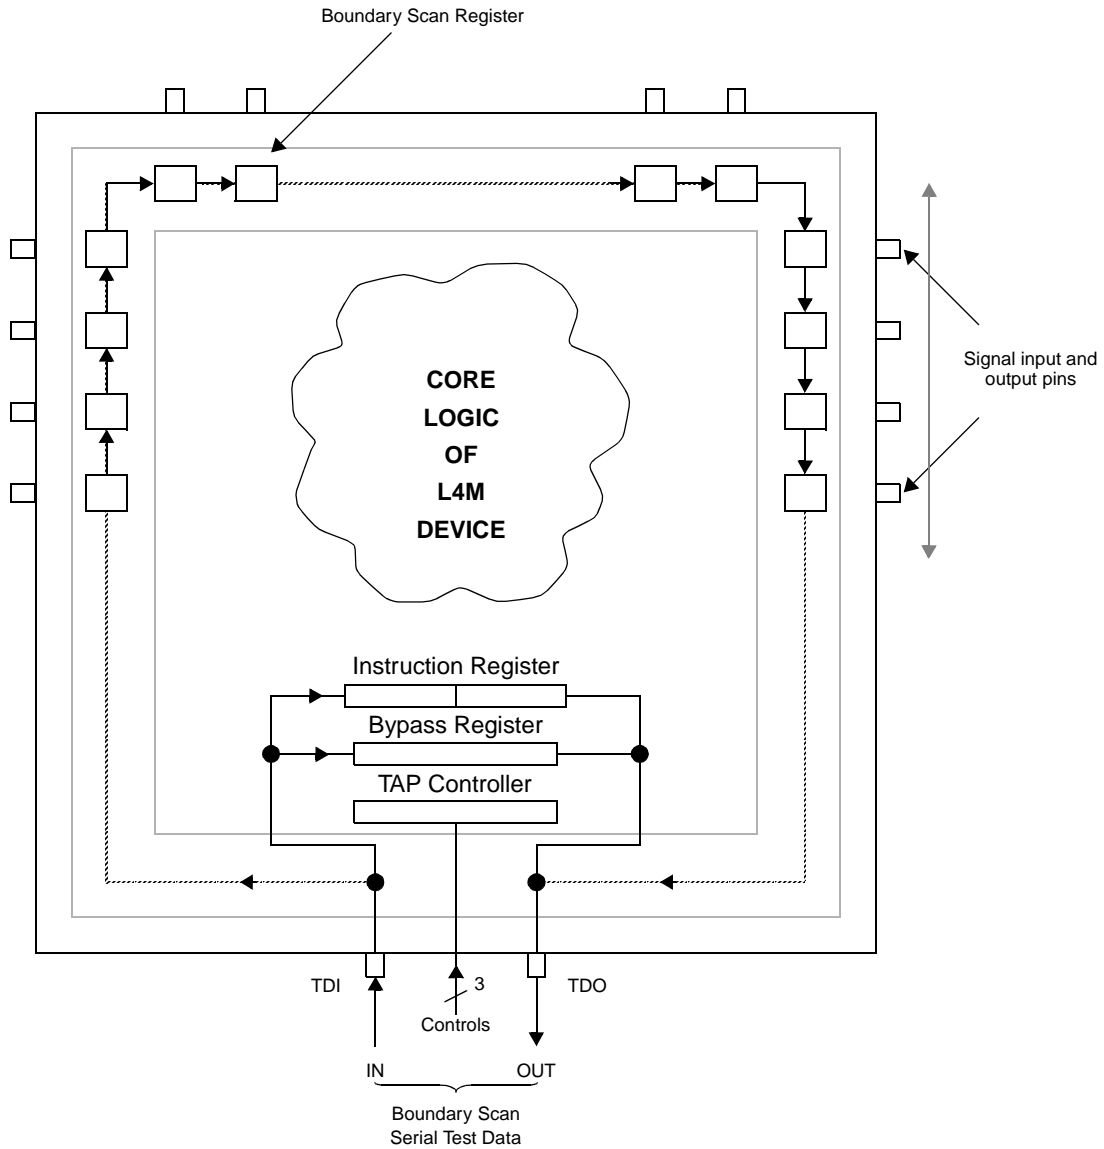 Boundary Scan Register
Signal input and
output pins
CORE
LOGIC
OF
L4M
DEVICE
Instruction Register
Bypass Register
TAP Controller
TDI
3
TDO
Controls
IN
OUT
Boundary Scan
Serial Test Data